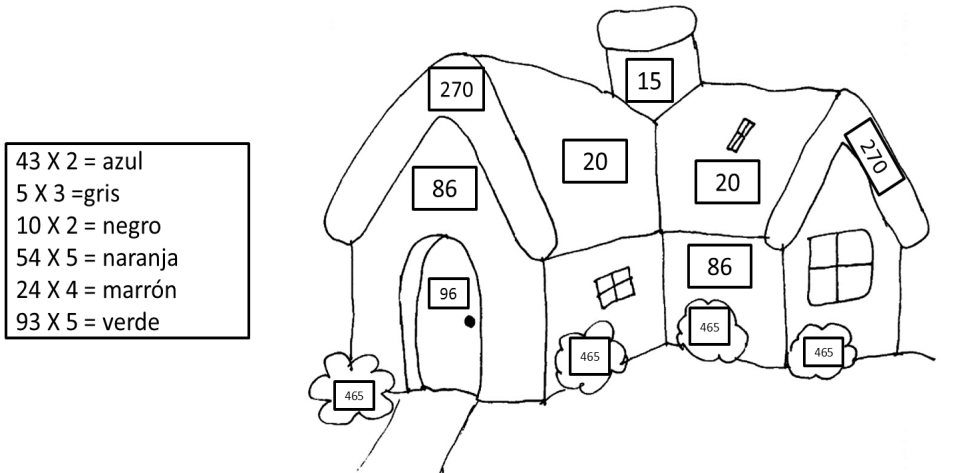 43 X 2 = azul
5 X 3 =gris
10 X 2 = negro
54 X 5 = naranja
24 X 4 = marrón
93 X 5 = verde
270
15
20
20
270
86
86
96
465
465
465
465